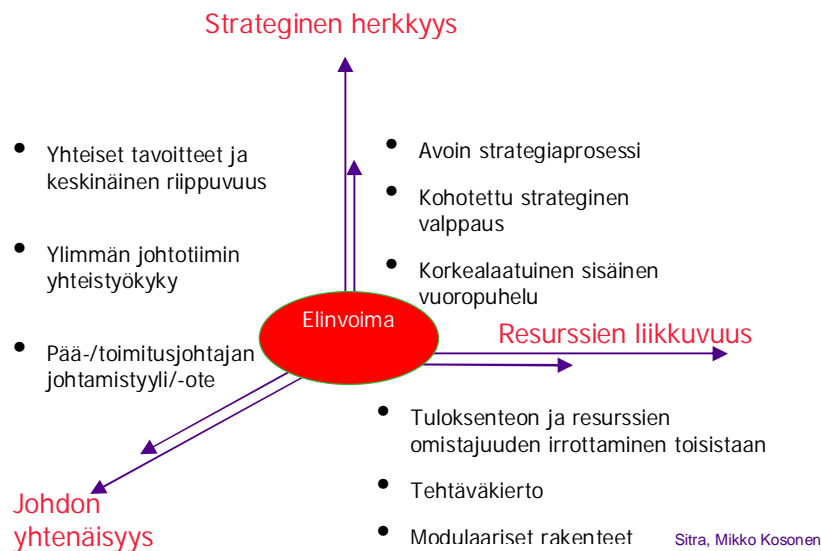 Strateginen herkkyys
• Yhteiset tavoitteet ja
keskinäinen riippuvuus
• Ylimmän johtotiimin
yhteistyökyky
• Pää-/toimitusjohtajan
johtamistyyli/-ote
• Avoin strategiaprosessi
• Kohotettu strateginen
valppaus
• Korkealaatuinen sisäinen
vuoropuhelu
Elinvoima
Resurssien liikkuvuus
• Tuloksenteon ja resurssien
omistajuuden irrottaminen toisistaan
• Tehtäväkierto
• Modulaariset rakenteet
Johdon
yhtenäisyys
Sitra, Mikko Kosonen